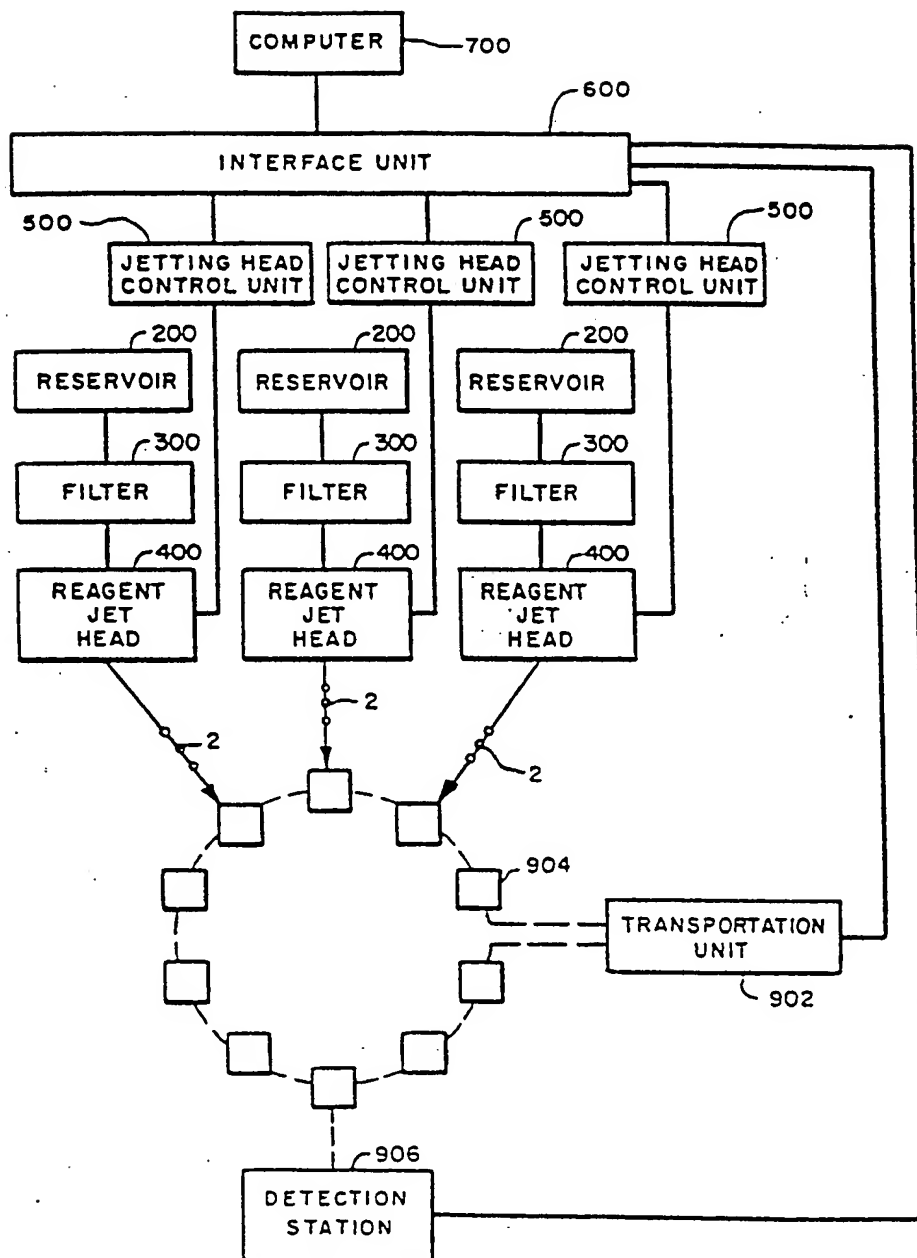 COMPUTER
700
600
INTERFACE UNIT
500
500
500
JETTING HEAD
CONTROL UNIT
JETTING HEAD
CONTROL UNIT
JETTING HEAD
CONTROL UNIT
200
200
200
RESERVOIR
RESERVOIR
RESERVOIR
300
300
300
FILTER
FILTER
FILTER
400
400
400
REAGENT
JET
HEAD
REAGENT
JET
HEAD
REAGENT
JET
HEAD
2
2
2
904
TRANSPORTATION
UNIT
902
906
DETECTION
STATION